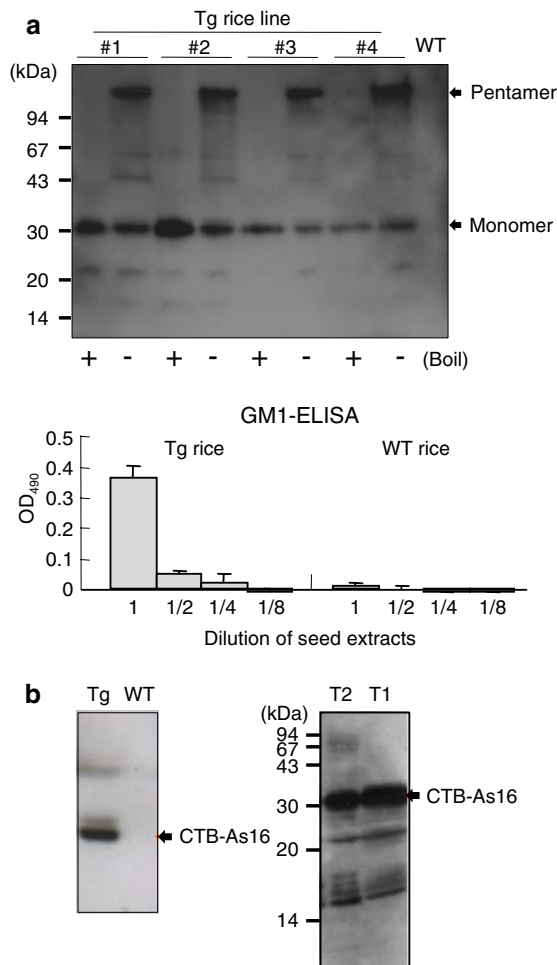 a
Tg rice line
#1 #2 #3 #4 WT
(kDa)
Pentamer
94
67
43
30 Monomer
20
14
+ - + - + - + - (Boil)
GM1-ELISA
Tg rice WT rice
OD490
0.5
0.4
0.3
0.2
0.1
0
1 1/2 1/4 1/8 1 1/2 1/4 1/8
Dilution of seed extracts
b
Tg WT
CTB-As16
T2 T1
(kDa)
94
67
43
30
20
14
CTB-As16